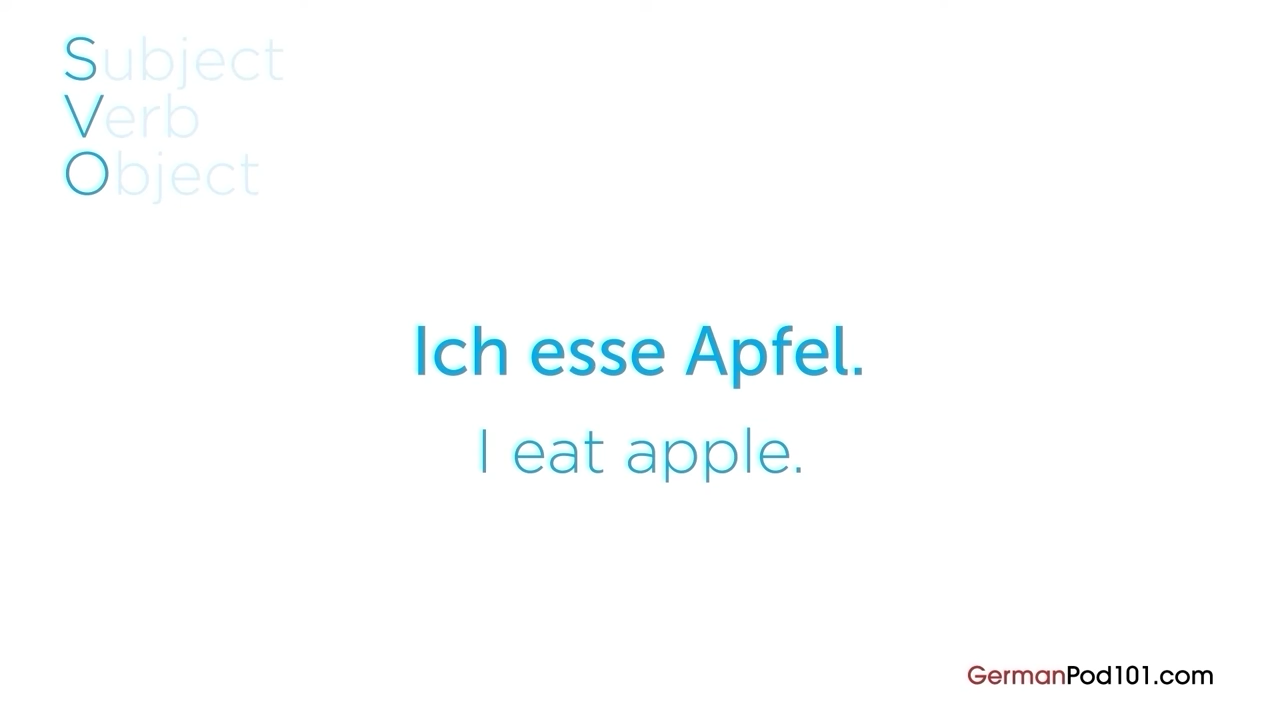 Subject
Verb
Object
Ich esse Apfel.
I eat apple.
GermanPod101.com